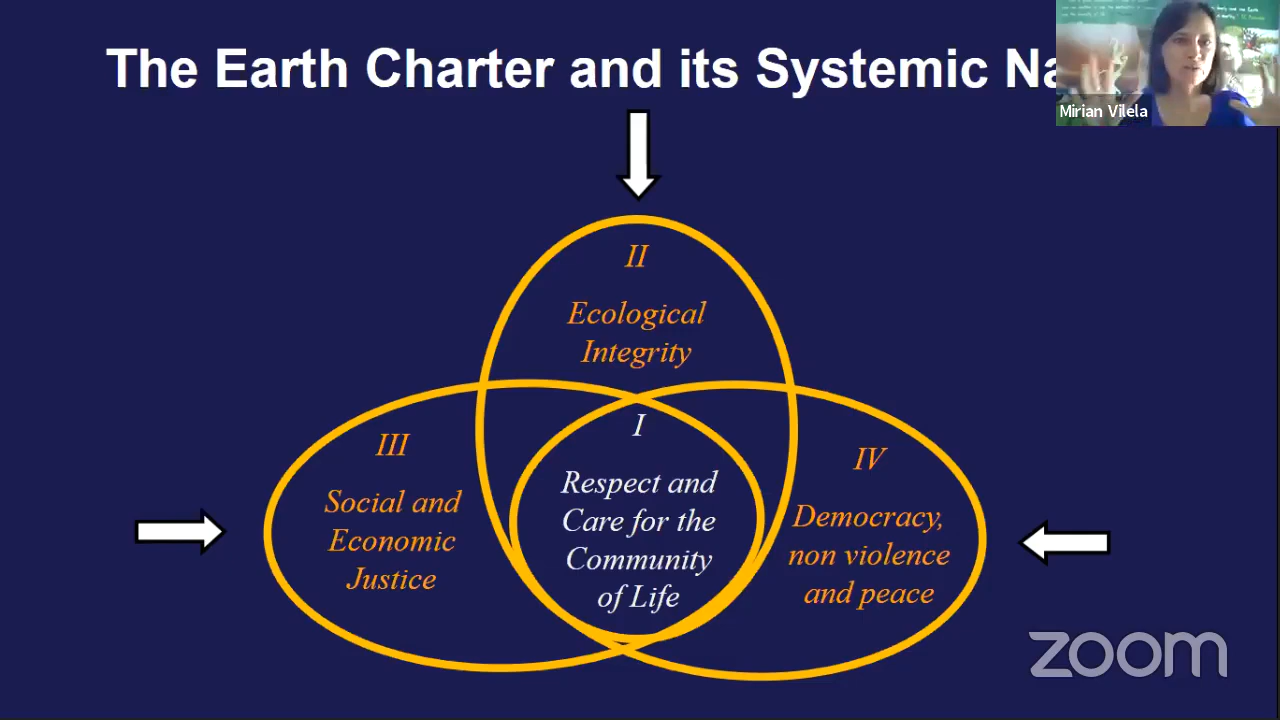 The Earth Charter and its Systemic Na
Mirian Vilela
II
Ecological
Integrity
I
Respect and
Care for the
Community
of Life
III
Social and
Economic
Justice
IV
Democracy,
non violence
and peace
zoom